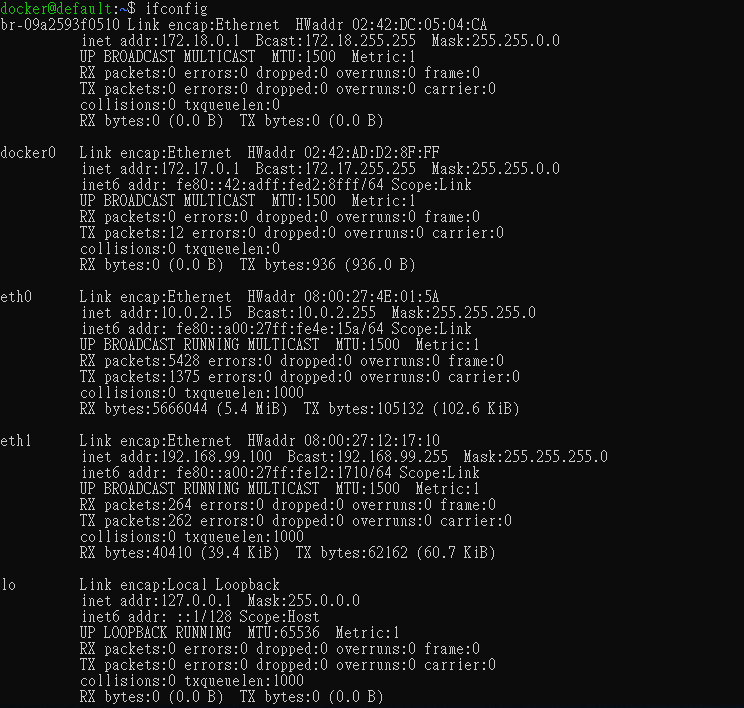 docker@default:~$ ifconfig
br-09a2593f0510 Link encap:Ethernet  HWaddr 02:42:DC:05:04:CA
          inet addr:172.18.0.1  Bcast:172.18.255.255  Mask:255.255.0.0
          UP BROADCAST MULTICAST  MTU:1500  Metric:1
          RX packets:0 errors:0 dropped:0 overruns:0 frame:0
          TX packets:0 errors:0 dropped:0 overruns:0 carrier:0
          collisions:0 txqueuelen:0
          RX bytes:0 (0.0 B)  TX bytes:0 (0.0 B)

docker0   Link encap:Ethernet  HWaddr 02:42:AD:D2:8F:FF
          inet addr:172.17.0.1  Bcast:172.17.255.255  Mask:255.255.0.0
          inet6 addr: fe80::42:adff:fed2:8fff/64 Scope:Link
          UP BROADCAST MULTICAST  MTU:1500  Metric:1
          RX packets:0 errors:0 dropped:0 overruns:0 frame:0
          TX packets:12 errors:0 dropped:0 overruns:0 carrier:0
          collisions:0 txqueuelen:0
          RX bytes:0 (0.0 B)  TX bytes:936 (936.0 B)

eth0      Link encap:Ethernet  HWaddr 08:00:27:4E:01:5A
          inet addr:10.0.2.15  Bcast:10.0.2.255  Mask:255.255.255.0
          inet6 addr: fe80::a00:27ff:fe4e:15a/64 Scope:Link
          UP BROADCAST RUNNING MULTICAST  MTU:1500  Metric:1
          RX packets:5428 errors:0 dropped:0 overruns:0 frame:0
          TX packets:1375 errors:0 dropped:0 overruns:0 carrier:0
          collisions:0 txqueuelen:1000
          RX bytes:5666044 (5.4 MiB)  TX bytes:105132 (102.6 KiB)

eth1      Link encap:Ethernet  HWaddr 08:00:27:12:17:10
          inet addr:192.168.99.100  Bcast:192.168.99.255  Mask:255.255.255.0
          inet6 addr: fe80::a00:27ff:fe12:1710/64 Scope:Link
          UP BROADCAST RUNNING MULTICAST  MTU:1500  Metric:1
          RX packets:264 errors:0 dropped:0 overruns:0 frame:0
          TX packets:262 errors:0 dropped:0 overruns:0 carrier:0
          collisions:0 txqueuelen:1000
          RX bytes:40410 (39.4 KiB)  TX bytes:62162 (60.7 KiB)

lo        Link encap:Local Loopback
          inet addr:127.0.0.1  Mask:255.0.0.0
          inet6 addr: ::1/128 Scope:Host
          UP LOOPBACK RUNNING  MTU:65536  Metric:1
          RX packets:0 errors:0 dropped:0 overruns:0 frame:0
          TX packets:0 errors:0 dropped:0 overruns:0 carrier:0
          collisions:0 txqueuelen:1000
          RX bytes:0 (0.0 B)  TX bytes:0 (0.0 B)